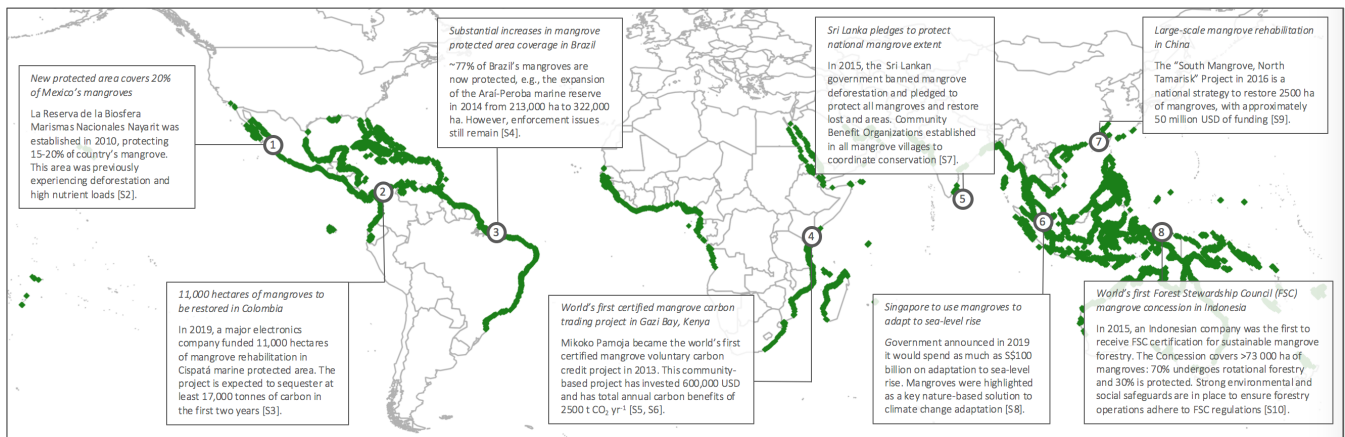 New protected area covers 20%
of Mexico's mangroves
La Reserva de la Biosfera
Marismas Nacionales Nayarit was
established in 2010, protecting
15-20% of country's mangrove.
This area was previously
experiencing deforestation and
high nutrient loads [S2].
1
11,000 hectares of mangroves to
be restored in Colombia
In 2019, a major electronics
company funded 11,000 hectares
of mangrove rehabilitation in
Cispatá marine protected area. The
project is expected to sequester at
least 17,000 tonnes of carbon in
the first two years [S3].
2
Substantial increases in mangrove
protected area coverage in Brazil
~77% of Brazil's mangroves are
now protected, e.g., the expansion
of the Araí-Peroba marine reserve
in 2014 from 213,000 ha to 322,000
ha. However, enforcement issues
still remain [S4].
3
World's first certified mangrove carbon
trading project in Gazi Bay, Kenya
Mikoko Pamoja became the world's first
certified mangrove voluntary carbon
credit project in 2013. This community-
based project has invested 600,000 USD
and has total annual carbon benefits of
2500 t CO₂ yr⁻¹ [S5, S6].
4
Sri Lanka pledges to protect
national mangrove extent
In 2015, the Sri Lankan
government banned mangrove
deforestation and pledged to
protect all mangroves and restore
lost and areas. Community
Benefit Organizations established
in all mangrove villages to
coordinate conservation [S7].
5
Singapore to use mangroves to
adapt to sea-level rise
Government announced in 2019
it would spend as much as S$100
billion on adaptation to sea-level
rise. Mangroves were highlighted
as a key nature-based solution to
climate change adaptation [S8].
6
Large-scale mangrove rehabilitation
in China
The "South Mangrove, North
Tamarisk" Project in 2016 is a
national strategy to restore 2500 ha
of mangroves, with approximately
50 million USD of funding [S9].
7
World's first Forest Stewardship Council (FSC)
mangrove concession in Indonesia
In 2015, an Indonesian company was the first to
receive FSC certification for sustainable mangrove
forestry. The Concession covers >73 000 ha of
mangroves: 70% undergoes rotational forestry
and 30% is protected. Strong environmental and
social safeguards are in place to ensure forestry
operations adhere to FSC regulations [S10].
8